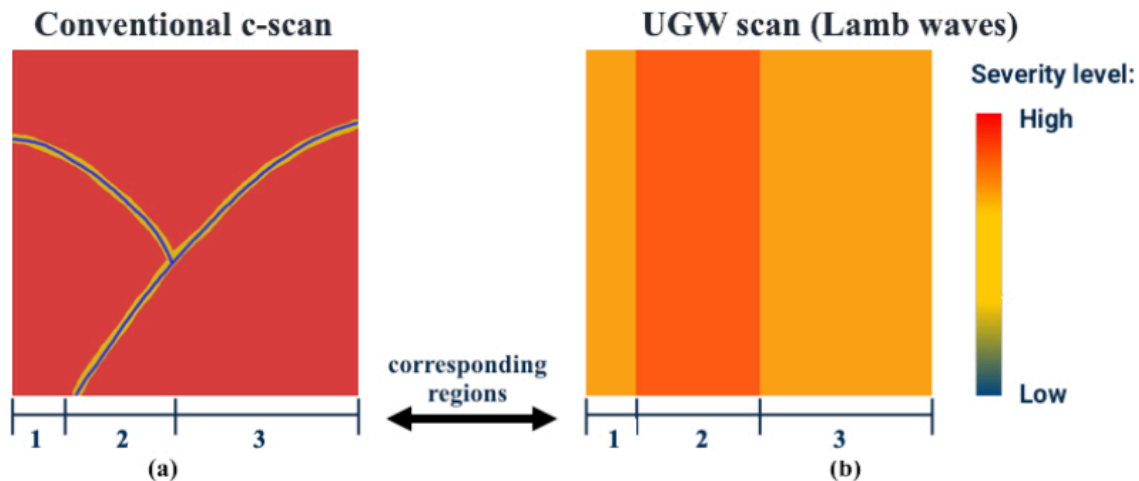 Conventional c-scan
UGW scan (Lamb waves)
Severity level:
High
Low
corresponding
regions
1 2 3
(a)
1 2 3
(b)